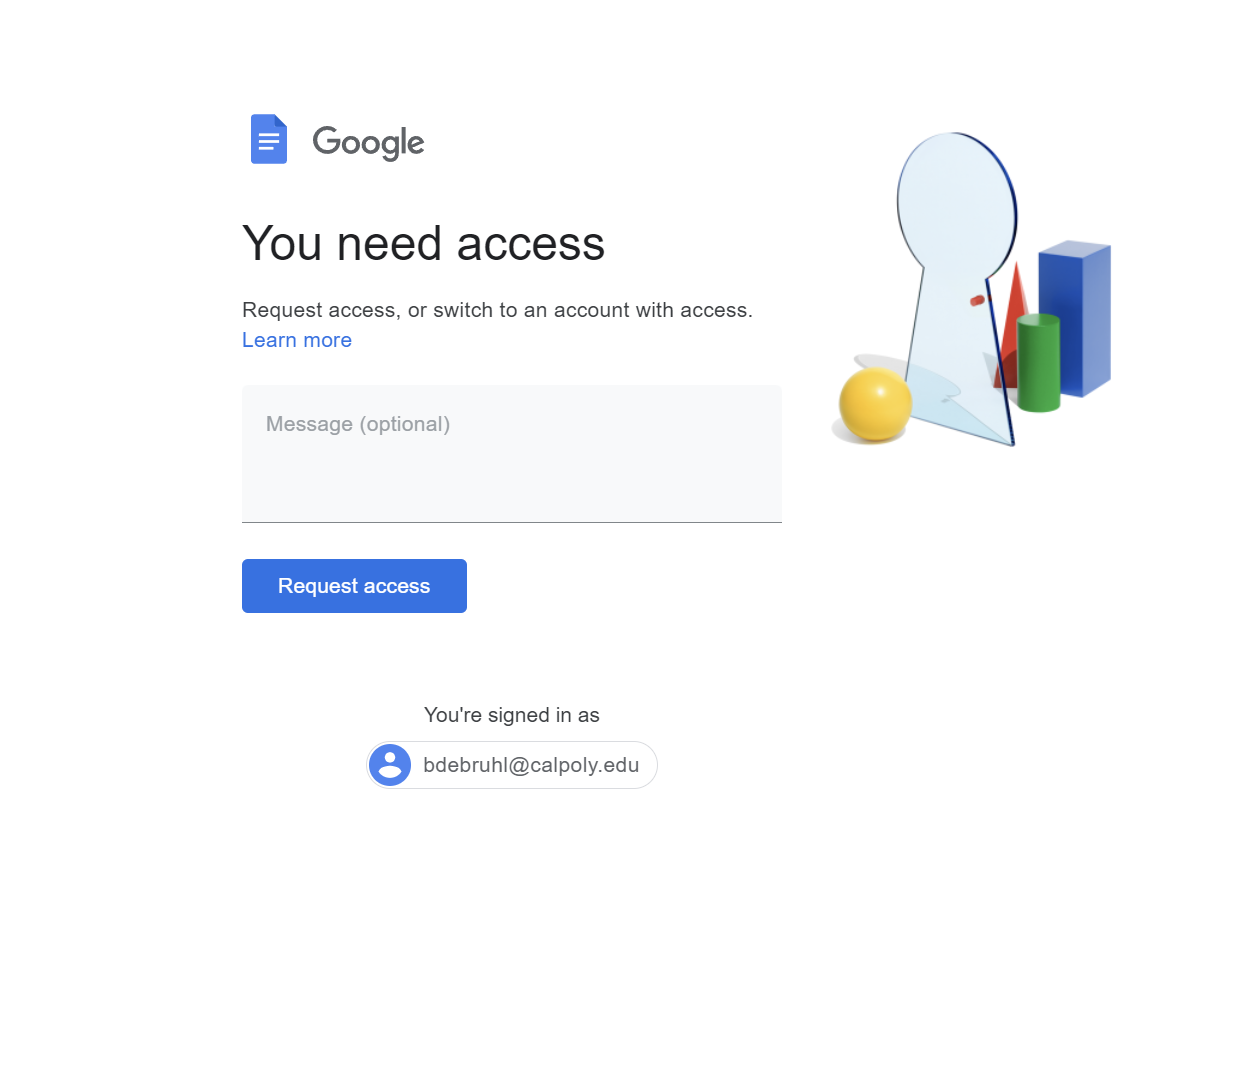 Google
You need access
Request access, or switch to an account with access.
Learn more
Message (optional)
Request access
You're signed in as
bdebruhl@calpoly.edu